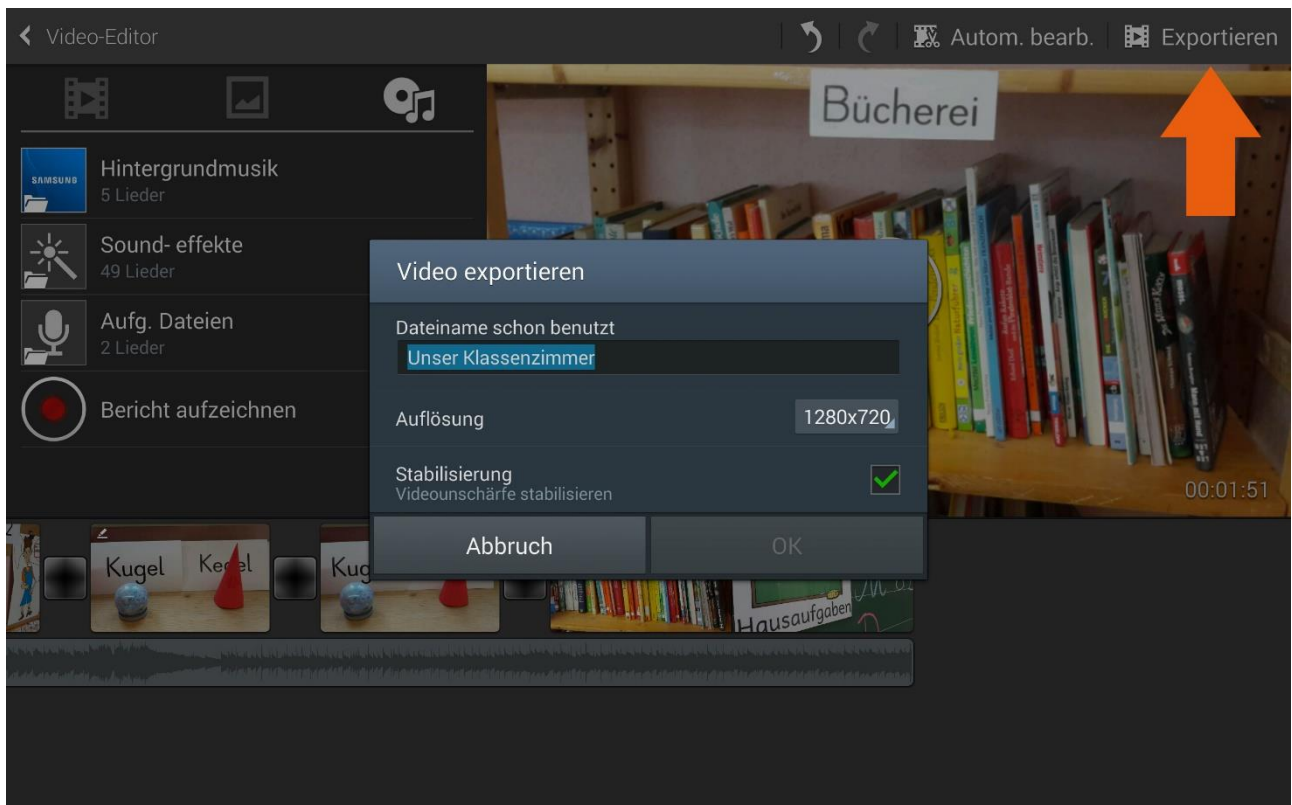 Video-Editor
Autom. bearb.
Exportieren
Bücherei
SAMSUNG
Hintergrundmusik
5 Lieder
Sound- effekte
49 Lieder
Aufg. Dateien
2 Lieder
Bericht aufzeichnen
Video exportieren
Dateiname schon benutzt
Unser Klassenzimmer
Auflösung
1280x720
Stabilisierung
Videounschärfe stabilisieren
Abbruch
OK
00:01:51
Kugel
Kegel
Kug
Hausaufgaben